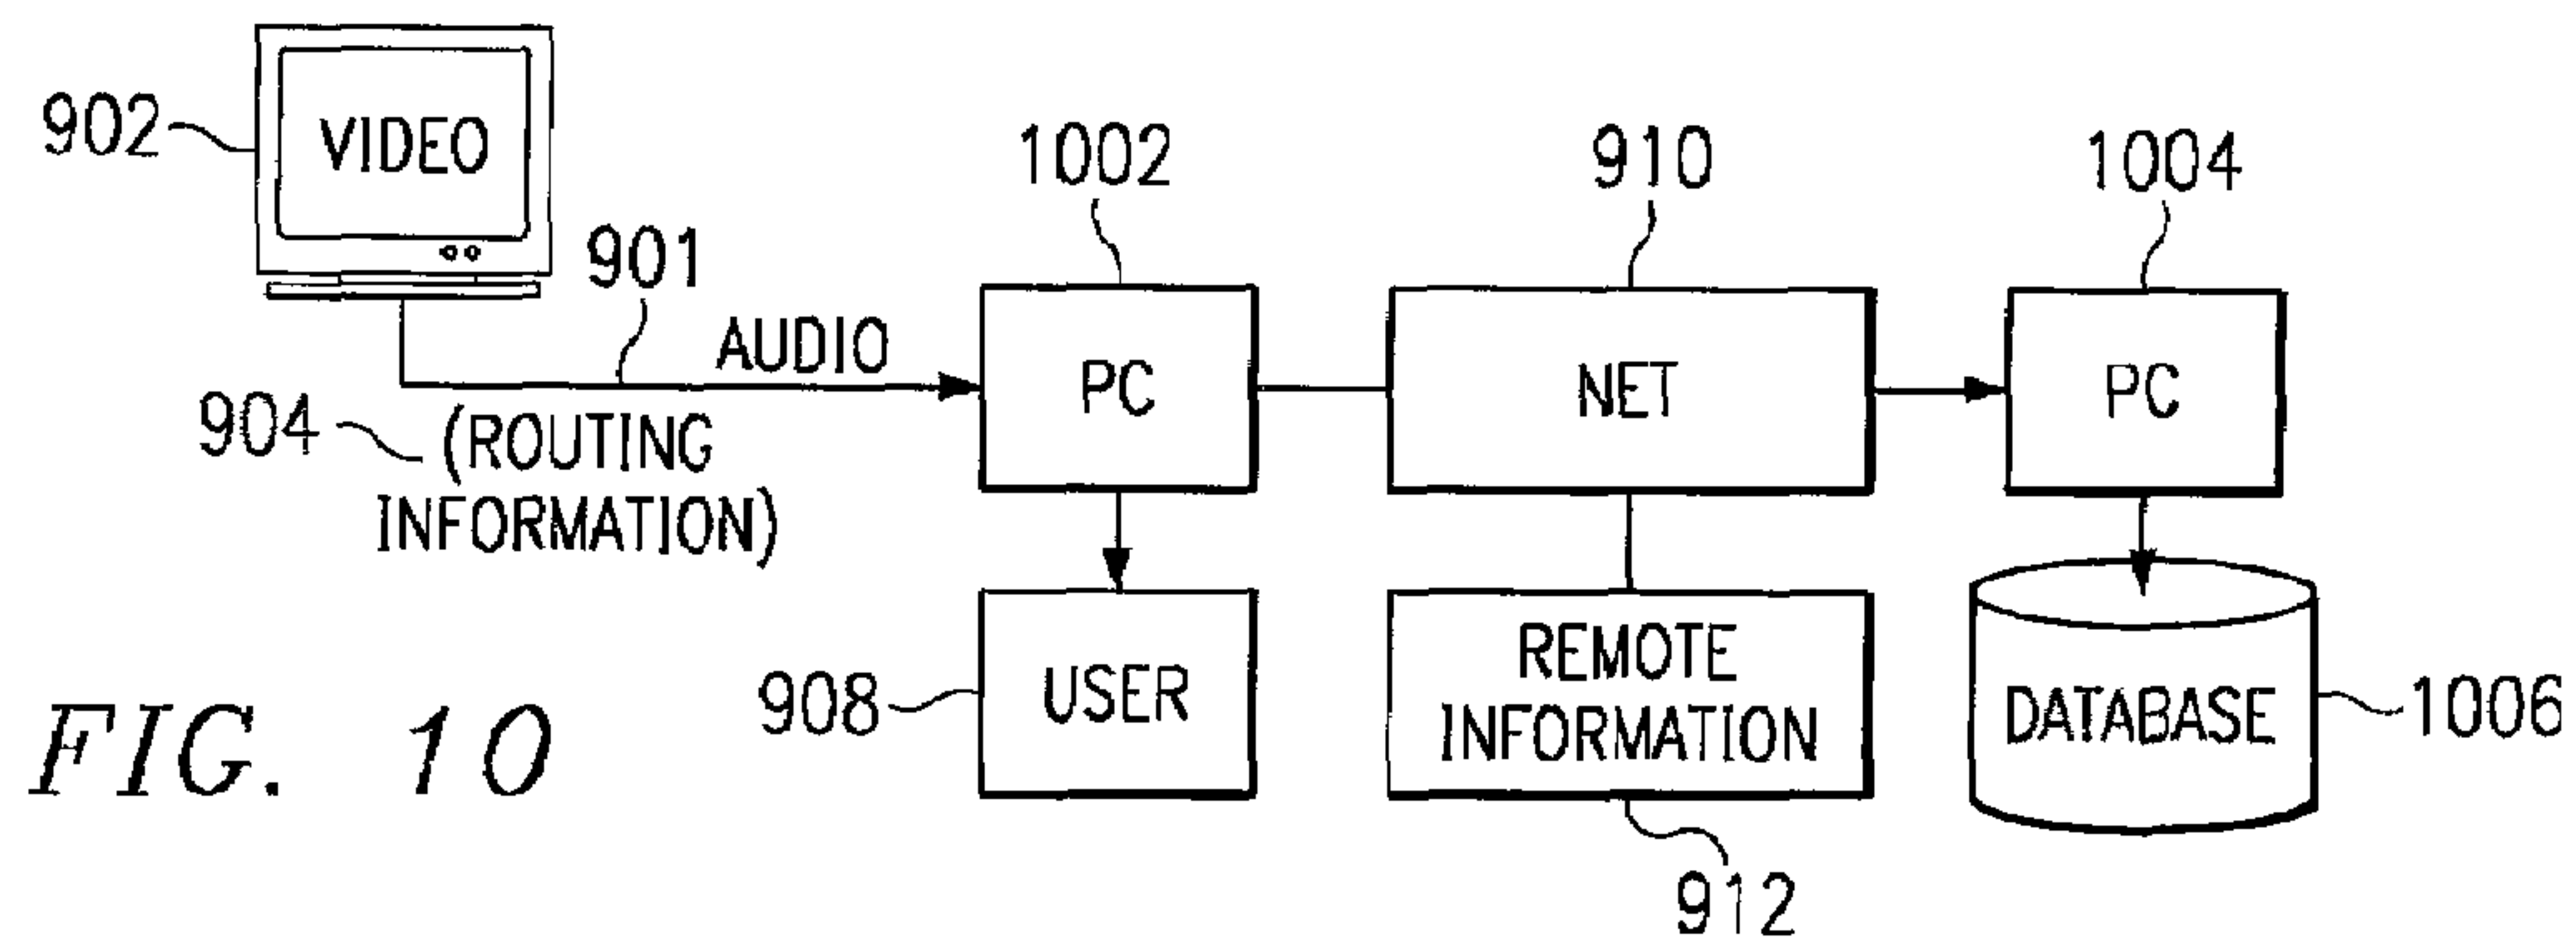 902
VIDEO
901
AUDIO
904
(ROUTING
INFORMATION)
1002
PC
910
NET
1004
PC
908
USER
REMOTE
INFORMATION
912
DATABASE
1006
FIG. 10